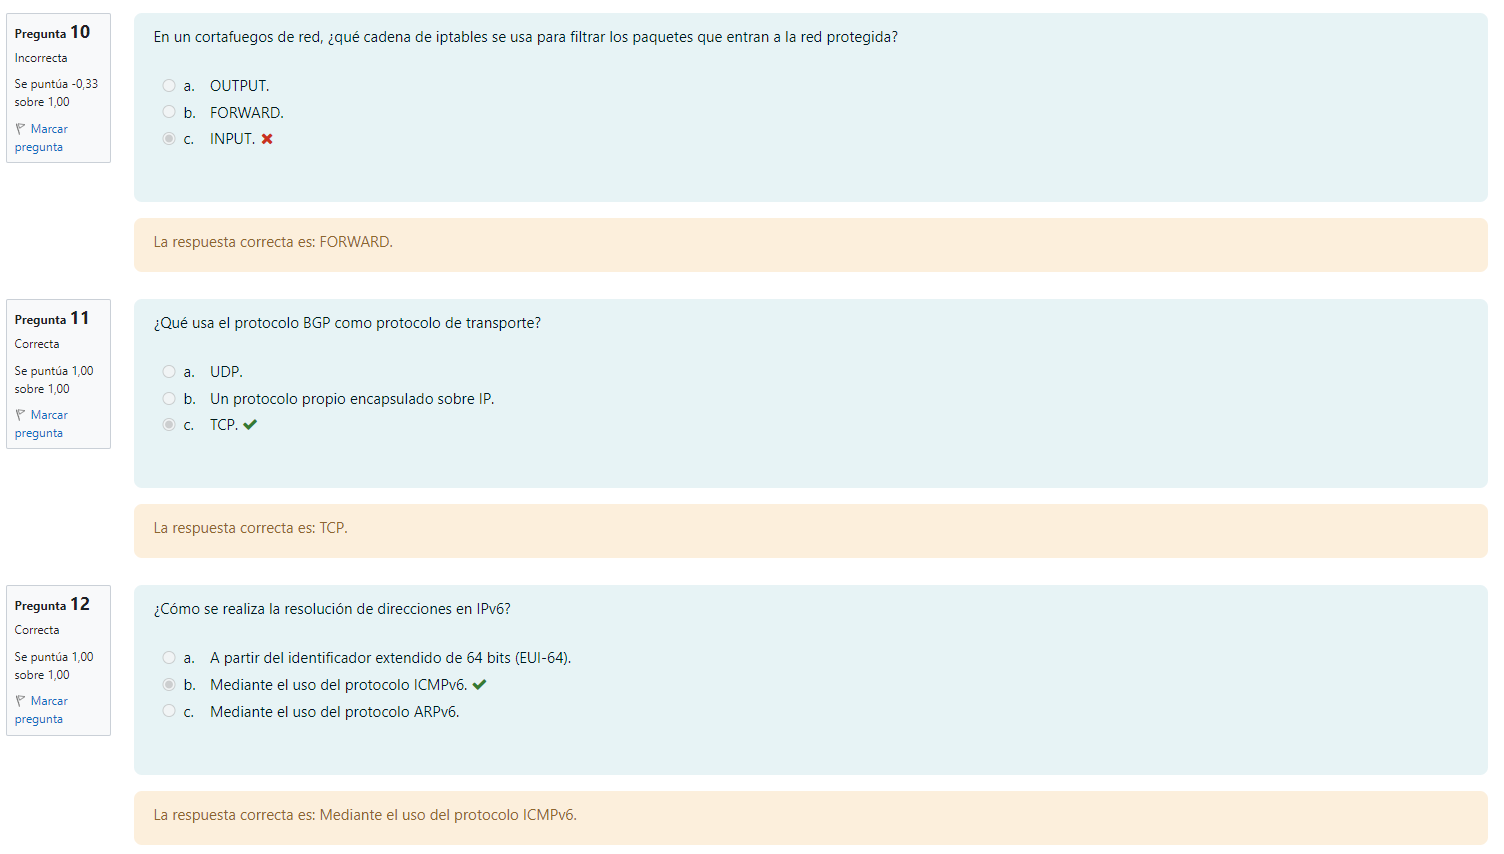 Pregunta 10
Incorrecta
Se puntúa -0,33
sobre 1,00
Marcar
pregunta
En un cortafuegos de red, ¿qué cadena de iptables se usa para filtrar los paquetes que entran a la red protegida?
a. OUTPUT.
b. FORWARD.
c. INPUT.
La respuesta correcta es: FORWARD.
Pregunta 11
Correcta
Se puntúa 1,00
sobre 1,00
Marcar
pregunta
¿Qué usa el protocolo BGP como protocolo de transporte?
a. UDP.
b. Un protocolo propio encapsulado sobre IP.
c. TCP.
La respuesta correcta es: TCP.
Pregunta 12
Correcta
Se puntúa 1,00
sobre 1,00
Marcar
pregunta
¿Cómo se realiza la resolución de direcciones en IPv6?
a. A partir del identificador extendido de 64 bits (EUI-64).
b. Mediante el uso del protocolo ICMPv6.
c. Mediante el uso del protocolo ARPv6.
La respuesta correcta es: Mediante el uso del protocolo ICMPv6.